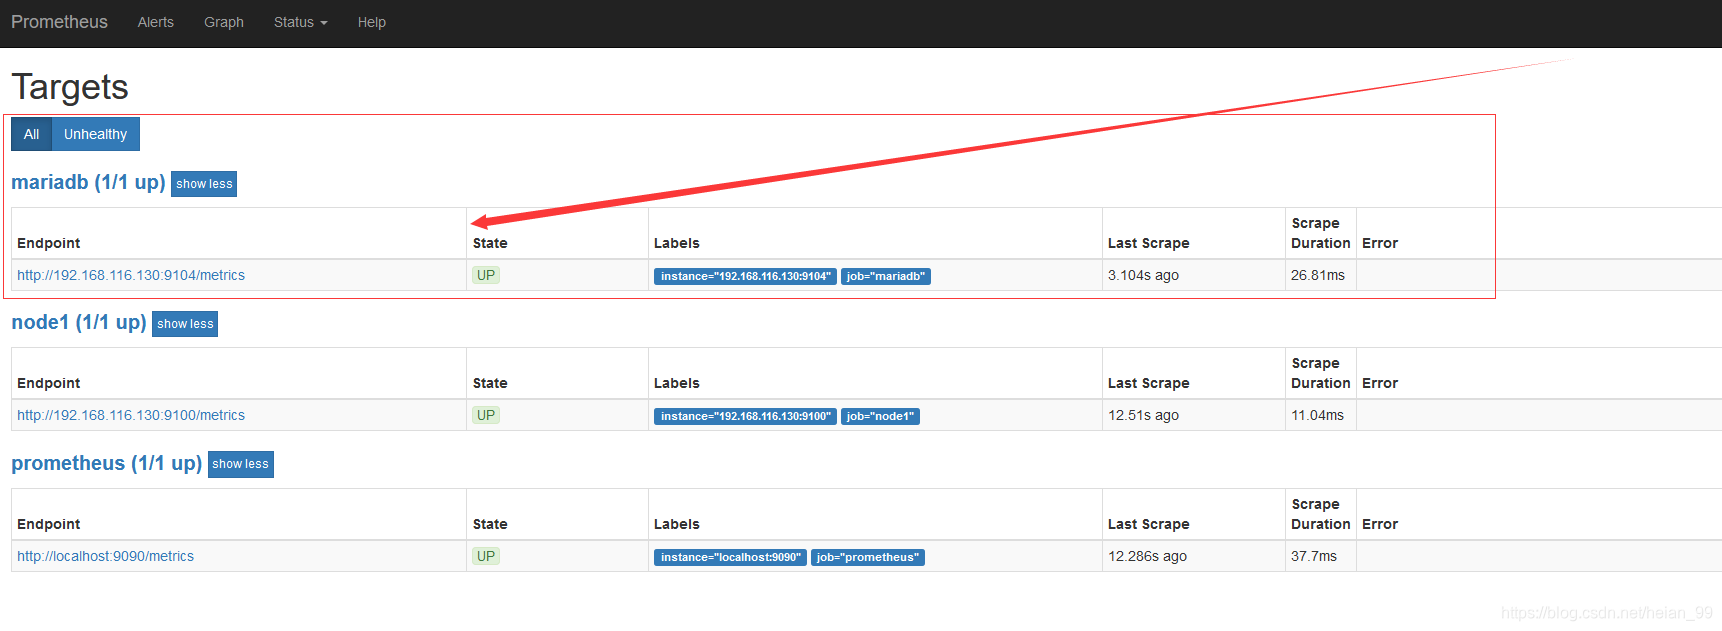 Prometheus Alerts Graph Status Help
Targets
All Unhealthy
mariadb (1/1 up) show less
Endpoint State Labels Last Scrape Scrape Duration Error
http://192.168.116.130:9104/metrics UP instance="192.168.116.130:9104" job="mariadb" 3.104s ago 26.81ms
node1 (1/1 up) show less
Endpoint State Labels Last Scrape Scrape Duration Error
http://192.168.116.130:9100/metrics UP instance="192.168.116.130:9100" job="node1" 12.51s ago 11.04ms
prometheus (1/1 up) show less
Endpoint State Labels Last Scrape Scrape Duration Error
http://localhost:9090/metrics UP instance="localhost:9090" job="prometheus" 12.286s ago 37.7ms
https://blog.csdn.net/heian_99